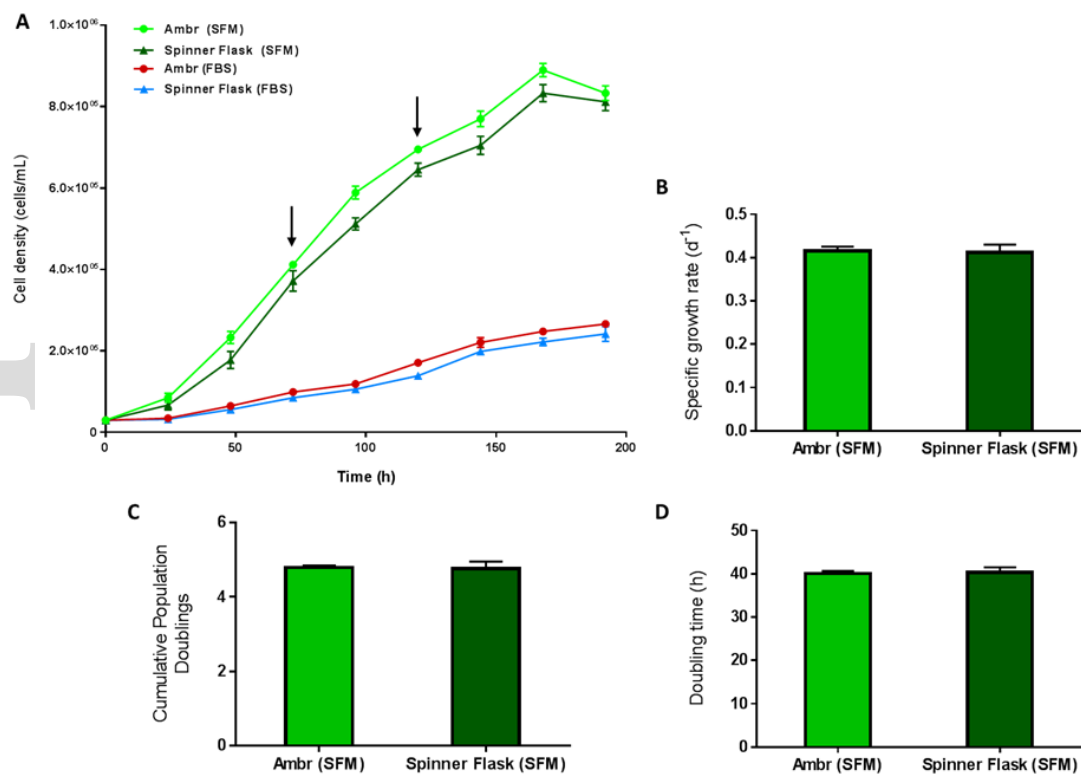 A
Ambr (SFM)
Spinner Flask (SFM)
Ambr (FBS)
Spinner Flask (FBS)
1.0×10⁰⁶
8.0×10⁰⁵
6.0×10⁰⁵
4.0×10⁰⁵
2.0×10⁰⁵
0
Cell density (cells/mL)
0 50 100 150 200
Time (h)
B
0.5
0.4
0.3
0.2
0.1
0.0
Specific growth rate (d⁻¹)
Ambr (SFM) Spinner Flask (SFM)
C
6
4
2
0
Cumulative Population
Doublings
Ambr (SFM) Spinner Flask (SFM)
D
50
40
30
20
10
0
Doubling time (h)
Ambr (SFM) Spinner Flask (SFM)